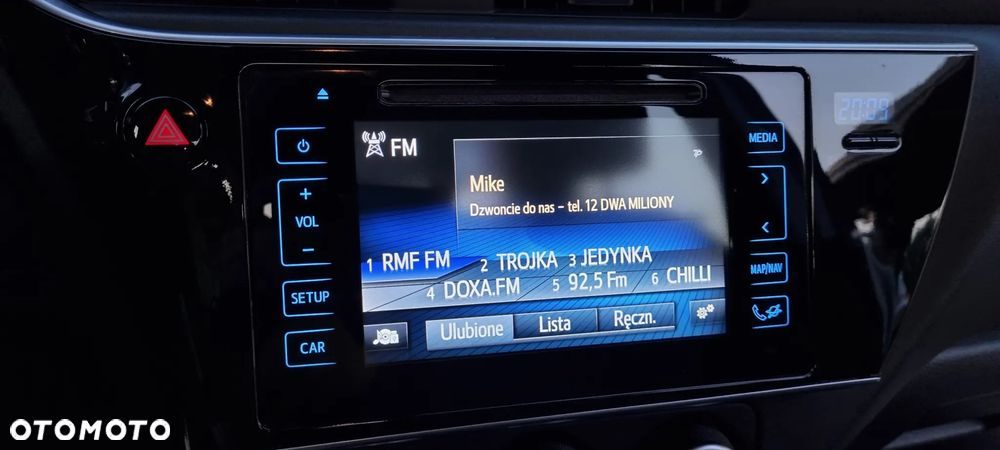 20:09
FM
TP
Mike
Dzwoncie do nas - tel. 12 DWA MILIONY
1 RMF FM 2 TROJKA 3 JEDYNKA
4 DOXA.FM 5 92,5 Fm 6 CHILLI
Ulubione Lista Ręczn.
VOL
SETUP
CAR
MEDIA
MAP/NAV
OTOMOTO